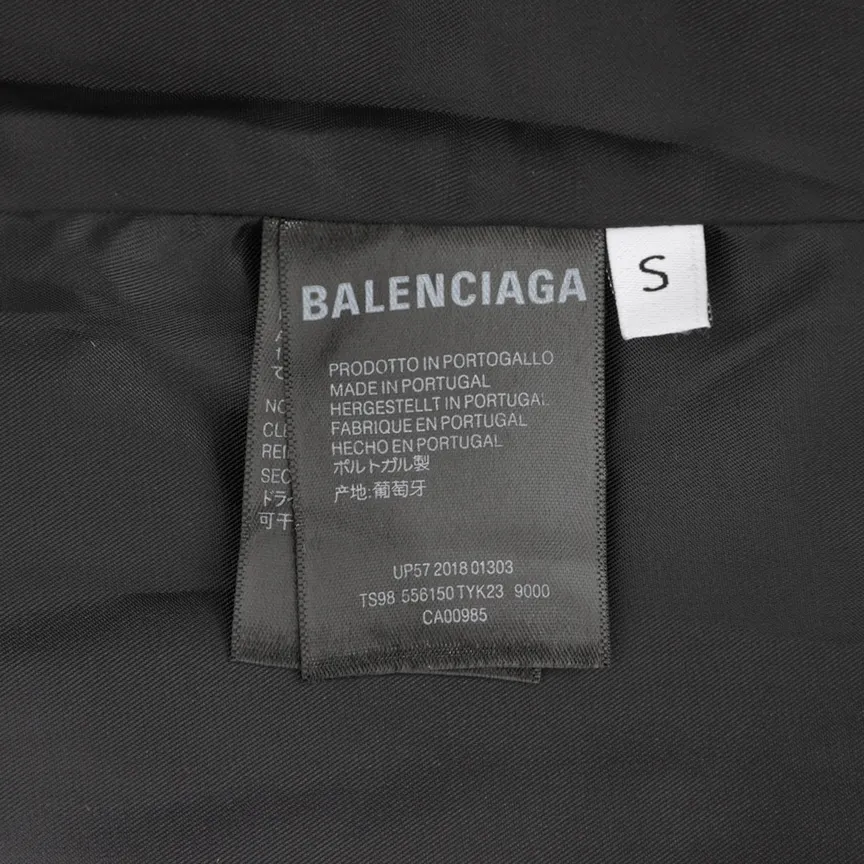 BALENCIAGA
S
PRODOTTO IN PORTOGALLO
MADE IN PORTUGAL
HERGESTELLT IN PORTUGAL
FABRIQUE EN PORTUGAL
HECHO EN PORTUGAL
ポルトガル製
产地:葡萄牙
UP57 2018 01303
TS98 556150 TYK23 9000
CA00985